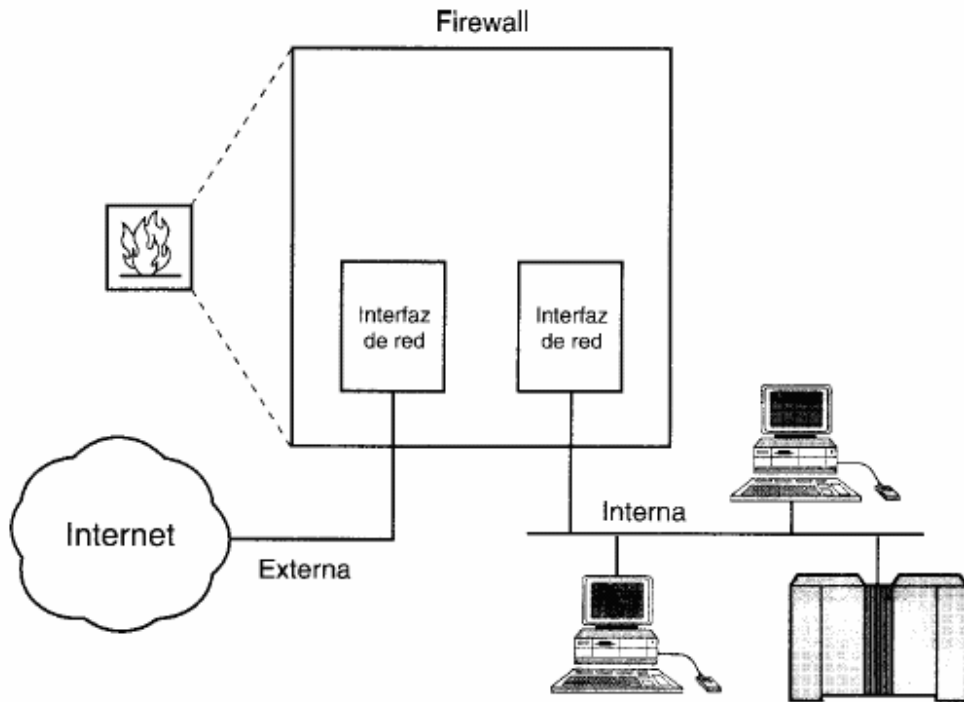 Firewall
Interfaz
de red
Interfaz
de red
Internet
Externa
Interna